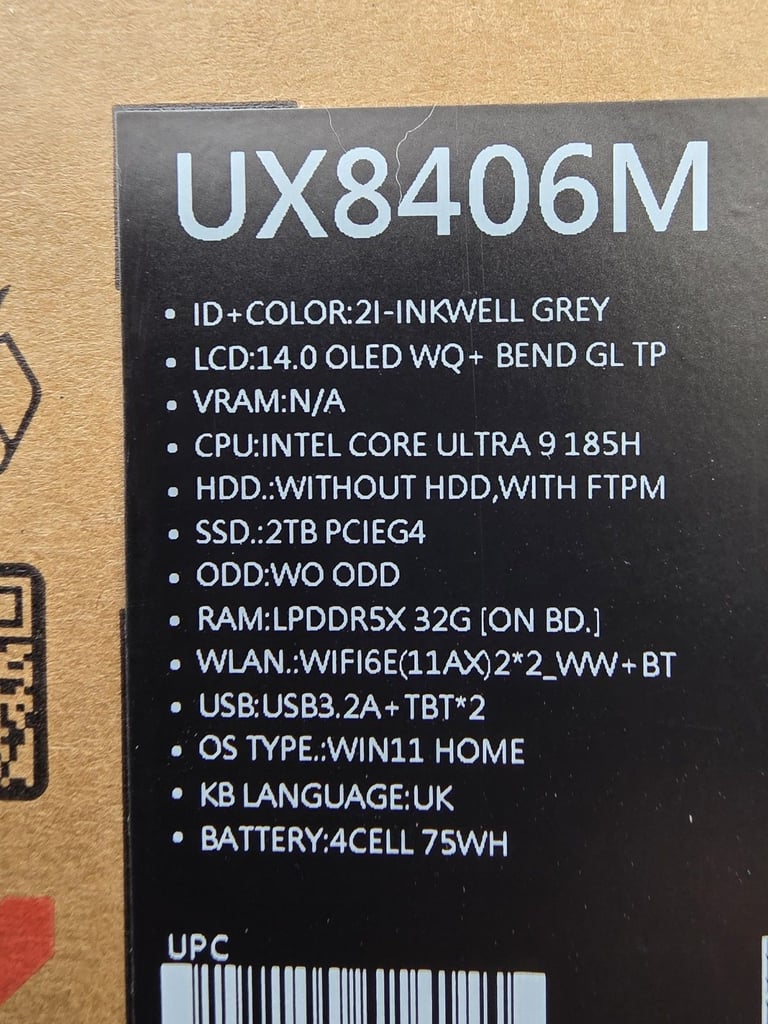 UX8406M
• ID+COLOR:2I-INKWELL GREY
• LCD:14.0 OLED WQ+ BEND GL TP
• VRAM:N/A
• CPU:INTEL CORE ULTRA 9 185H
• HDD.:WITHOUT HDD,WITH FTPM
• SSD.:2TB PCIEG4
• ODD:WO ODD
• RAM:LPDDR5X 32G [ON BD.]
• WLAN.:WIFI6E(11AX)2*2_WW+BT
• USB:USB3.2A+TBT*2
• OS TYPE.:WIN11 HOME
• KB LANGUAGE:UK
• BATTERY:4CELL 75WH
UPC